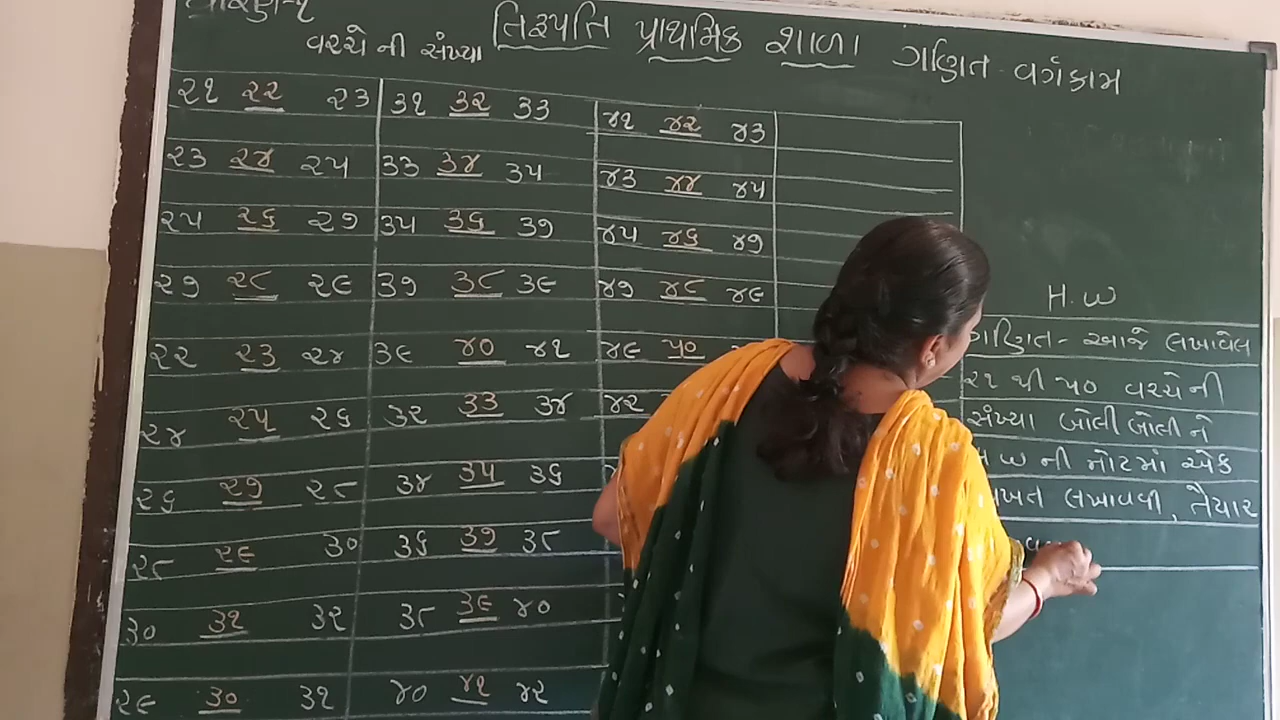 તિરૂપતિ પ્રાથમિક શાળા ગણિત વર્ગકામ
વચ્ચે ની સંખ્યા
૨૧ ૨૨ ૨૩ ૩૧ ૩૨ ૩૩ ૪૧ ૪૨ ૪૩
૨૩ ૨૪ ૨૫ ૩૩ ૩૪ ૩૫ ૪૩ ૪૪ ૪૫
૨૫ ૨૬ ૨૭ ૩૫ ૩૬ ૩૭ ૪૫ ૪૬ ૪૭
૨૭ ૨૮ ૨૯ ૩૭ ૩૮ ૩૯ ૪૭ ૪૮ ૪૯
૨૨ ૨૩ ૨૪ ૩૯ ૪૦ ૪૧ ૪૯ ૫૦
૨૪ ૨૫ ૨૬ ૩૨ ૩૩ ૩૪ ૪૨
૨૬ ૨૭ ૨૮ ૩૪ ૩૫ ૩૬
૨૮ ૨૯ ૩૦ ૩૬ ૩૭ ૩૮
૩૦ ૩૧ ૩૨ ૩૮ ૩૯ ૪૦
૨૯ ૩૦ ૩૧ ૪૦ ૪૧ ૪૨
H.W
ગણિત - આજે લખાવેલ
૨૧ થી ૫૦ વચ્ચેની
સંખ્યા બોલી બોલી ને
W ની નોટમાં એક
લખાવવી, તૈયાર